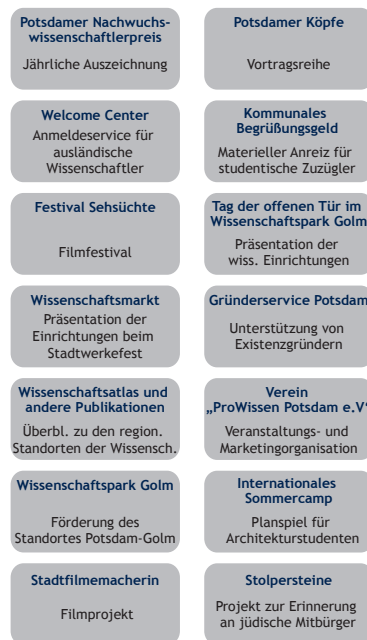 Potsdamer Nachwuchs-
wissenschaftlerpreis
Jährliche Auszeichnung
Potsdamer Köpfe
Vortragsreihe
Welcome Center
Anmeldeservice für
ausländische
Wissenschaftler
Kommunales
Begrüßungsgeld
Materieller Anreiz für
studentische Zuzügler
Festival Sehsüchte
Filmfestival
Tag der offenen Tür im
Wissenschaftspark Golm
Präsentation der
wiss. Einrichtungen
Wissenschaftsmarkt
Präsentation der
Einrichtungen beim
Stadtwerkefest
Gründerservice Potsdam
Unterstützung von
Existenzgründern
Wissenschaftsatlas und
andere Publikationen
Überbl. zu den region.
Standorten der Wissensch.
Verein
„ProWissen Potsdam e.V“
Veranstaltungs- und
Marketingorganisation
Wissenschaftspark Golm
Förderung des
Standortes Potsdam-Golm
Internationales
Sommercamp
Planspiel für
Architekturstudenten
Stadtfilmemacherin
Filmprojekt
Stolpersteine
Projekt zur Erinnerung
an jüdische Mitbürger